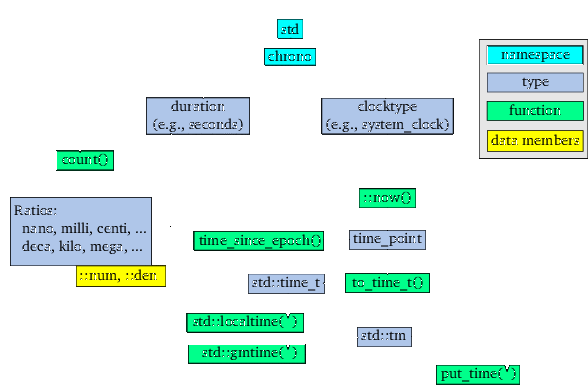 std
chrono
namespace
type
function
data members
duration
(e.g., seconds)
clocktype
(e.g., system_clock)
count()
::now()
Ratios:
nano, milli, centi, ...
deca, kilo, mega, ...
::num, ::den
time_since_epoch()
time_point
std::time_t
to_time_t()
std::localtime(*)
std::tm
std::gmtime(*)
put_time(*)